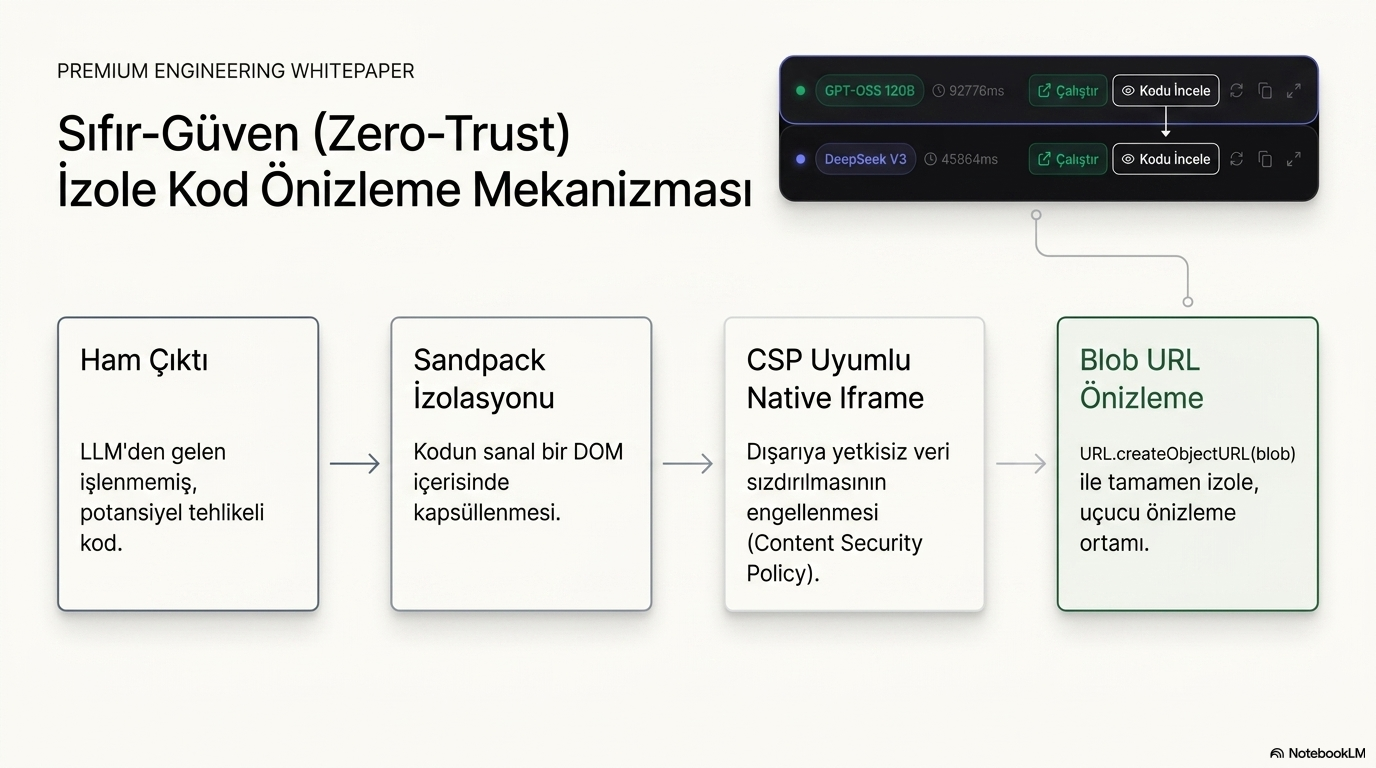 PREMIUM ENGINEERING WHITEPAPER
Sıfır-Güven (Zero-Trust)
İzole Kod Önizleme Mekanizması
GPT-OSS 120B 92776ms Çalıştır Kodu İncele
DeepSeek V3 45864ms Çalıştır Kodu İncele
Ham Çıktı
LLM'den gelen
işlenmemiş,
potansiyel tehlikeli
kod.
Sandpack
İzolasyonu
Kodun sanal bir DOM
içerisinde
kapsüllenmesi.
CSP Uyumlu
Native Iframe
Dışarıya yetkisiz veri
sızdırılmasının
engellenmesi
(Content Security
Policy).
Blob URL
Önizleme
URL.createObjectURL(blob)
ile tamamen izole,
uçucu önizleme
ortamı.
NotebookLM